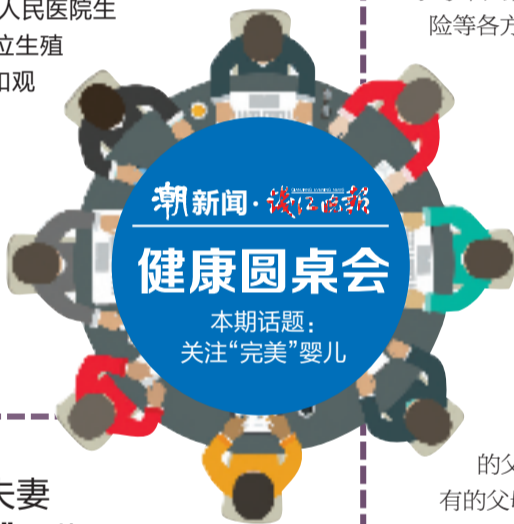 人民医院生
位生殖
和观
险等各方
潮新闻·钱江晚报
健康圆桌会
本期话题：
关注“完美”婴儿
的父
有的父母
夫妻